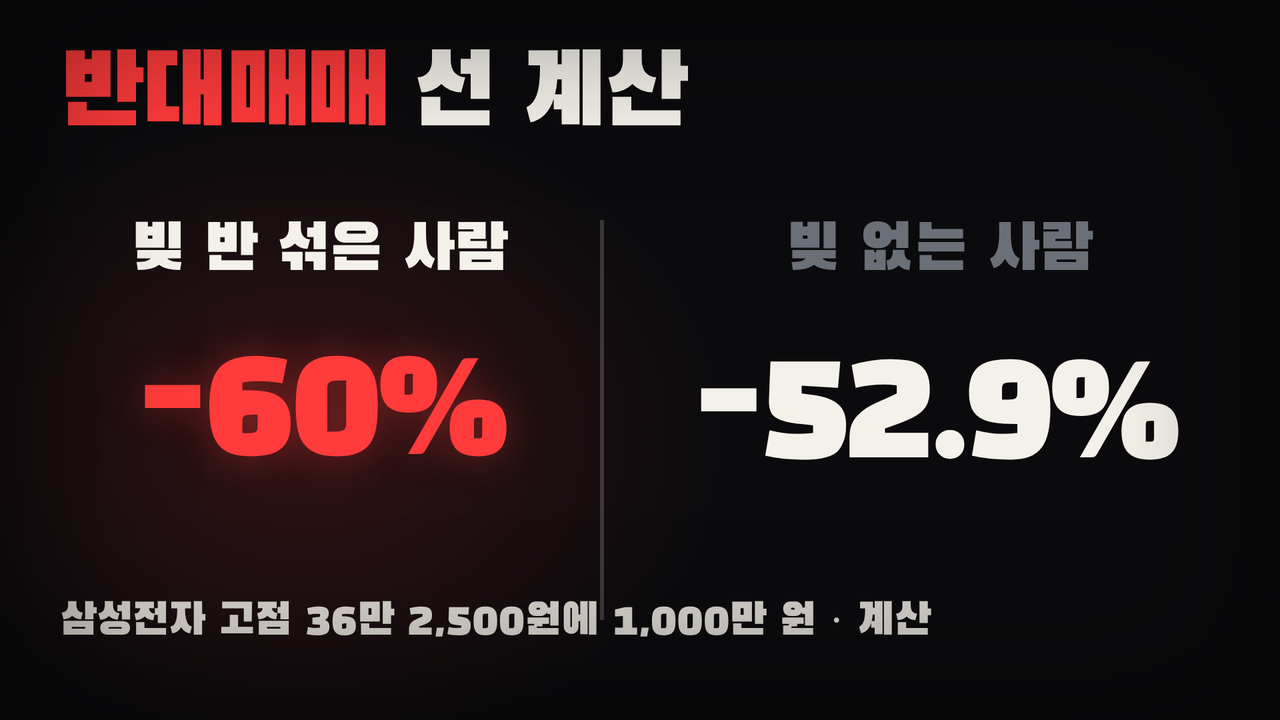 반대매매 선 계산
빚 반 섞은 사람
-60%
빚 없는 사람
-52.9%
삼성전자 고점 36만 2,500원에 1,000만 원 · 계산